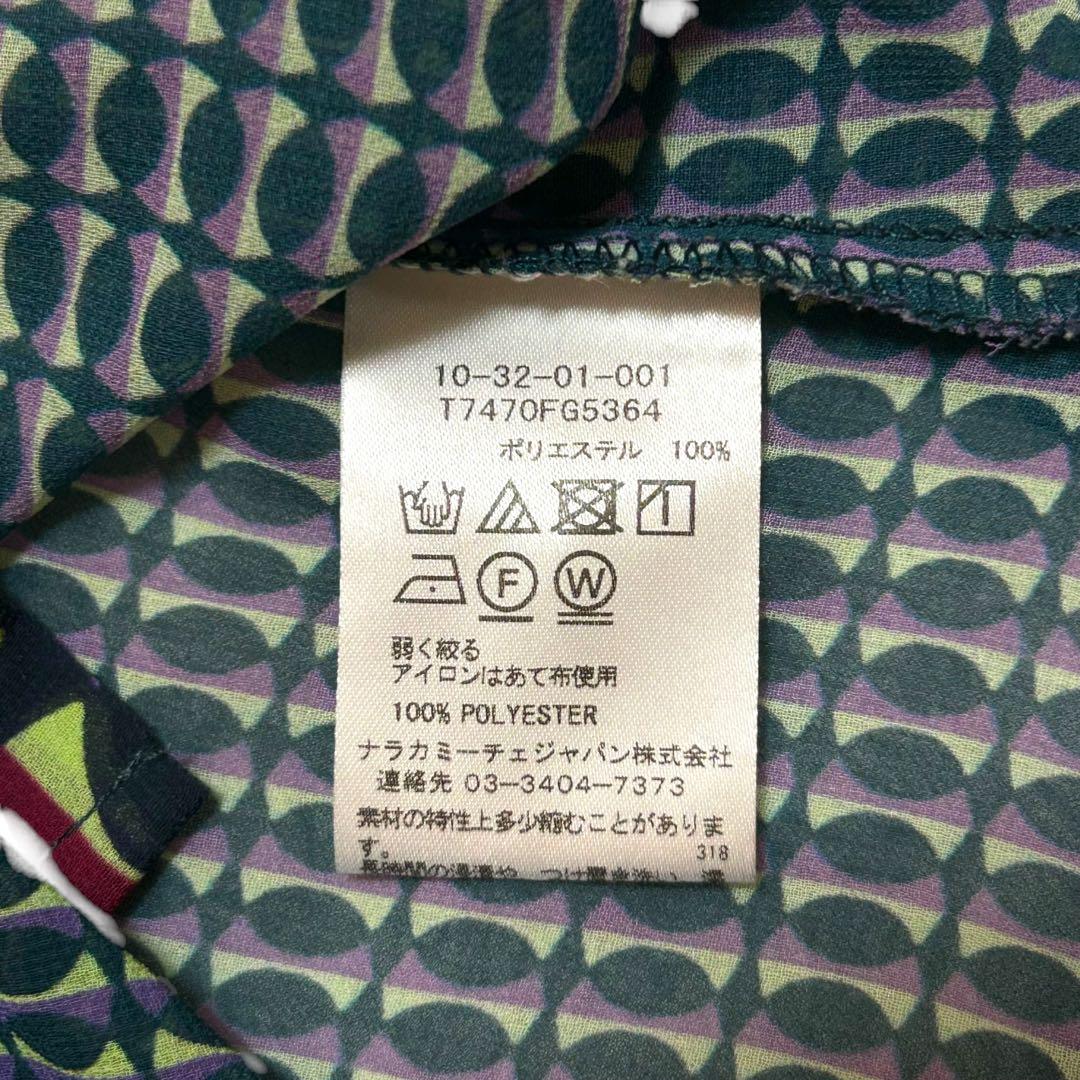 10-32-01-001
T7470FG5364
ポリエステル 100%
F W
弱く絞る
アイロンはあて布使用
100% POLYESTER
ナラカミーチェジャパン株式会社
連絡先 03-3404-7373
素材の特性上多少縮むことがありま
す。
318